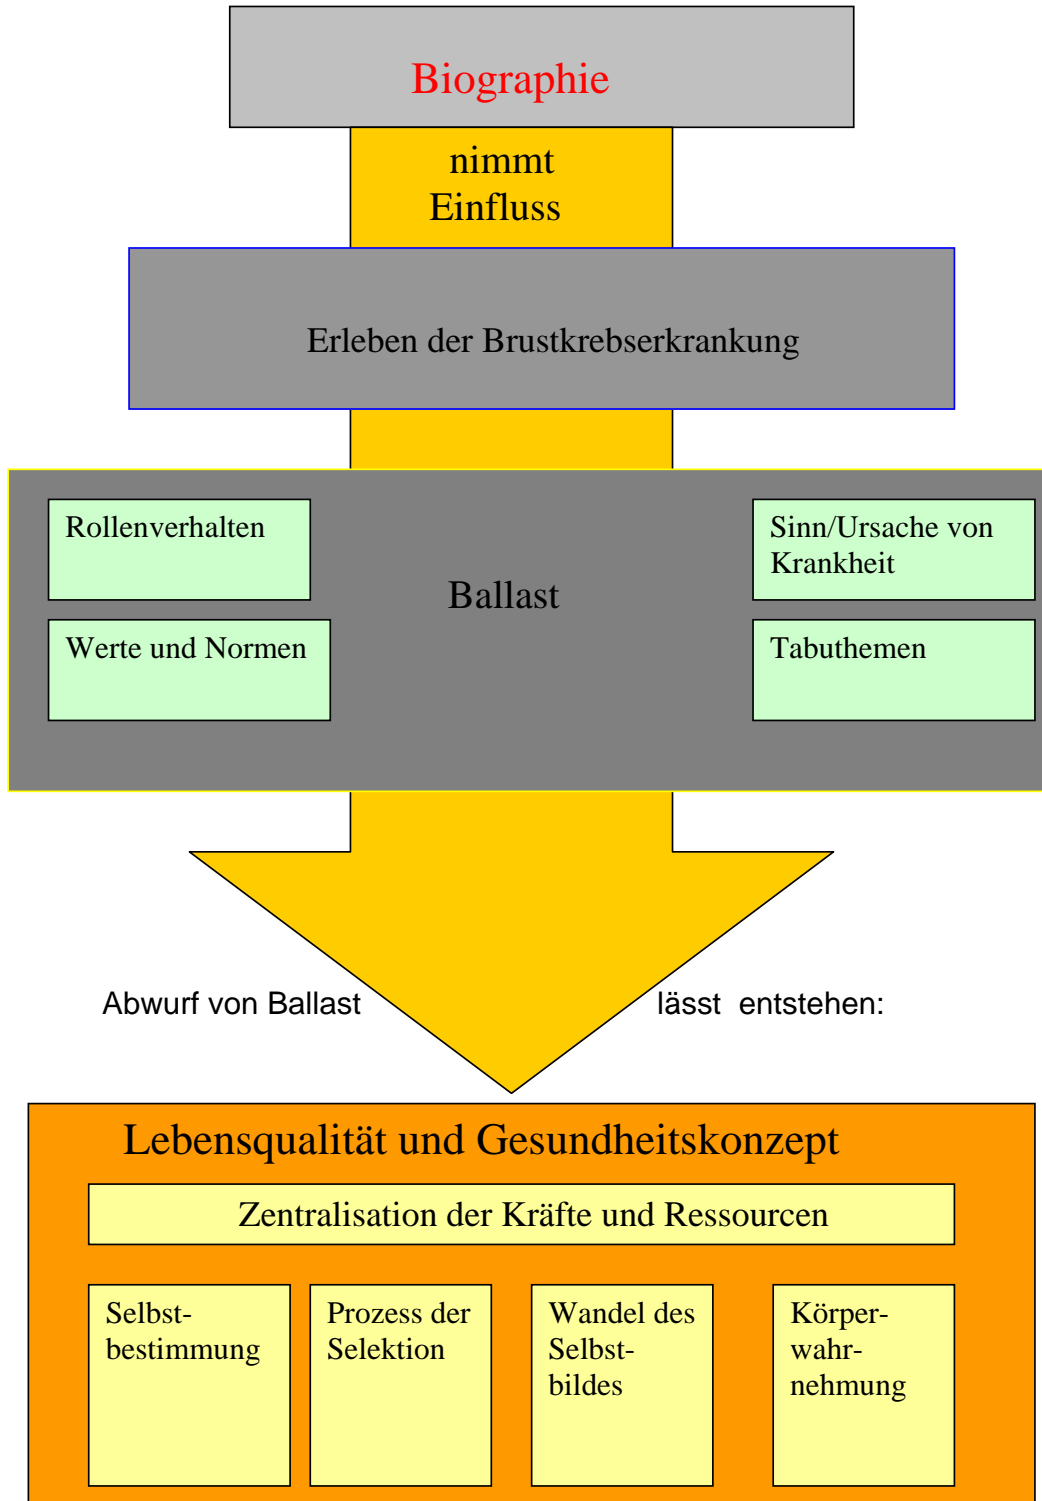 Biographie
nimmt
Einfluss
Erleben der Brustkrebserkrankung
Rollenverhalten
Werte und Normen
Ballast
Sinn/Ursache von
Krankheit
Tabuthemen
Abwurf von Ballast
lässt entstehen:
Lebensqualität und Gesundheitskonzept
Zentralisation der Kräfte und Ressourcen
Selbst-
bestimmung
Prozess der
Selektion
Wandel des
Selbst-
bildes
Körper-
wahr-
nehmung